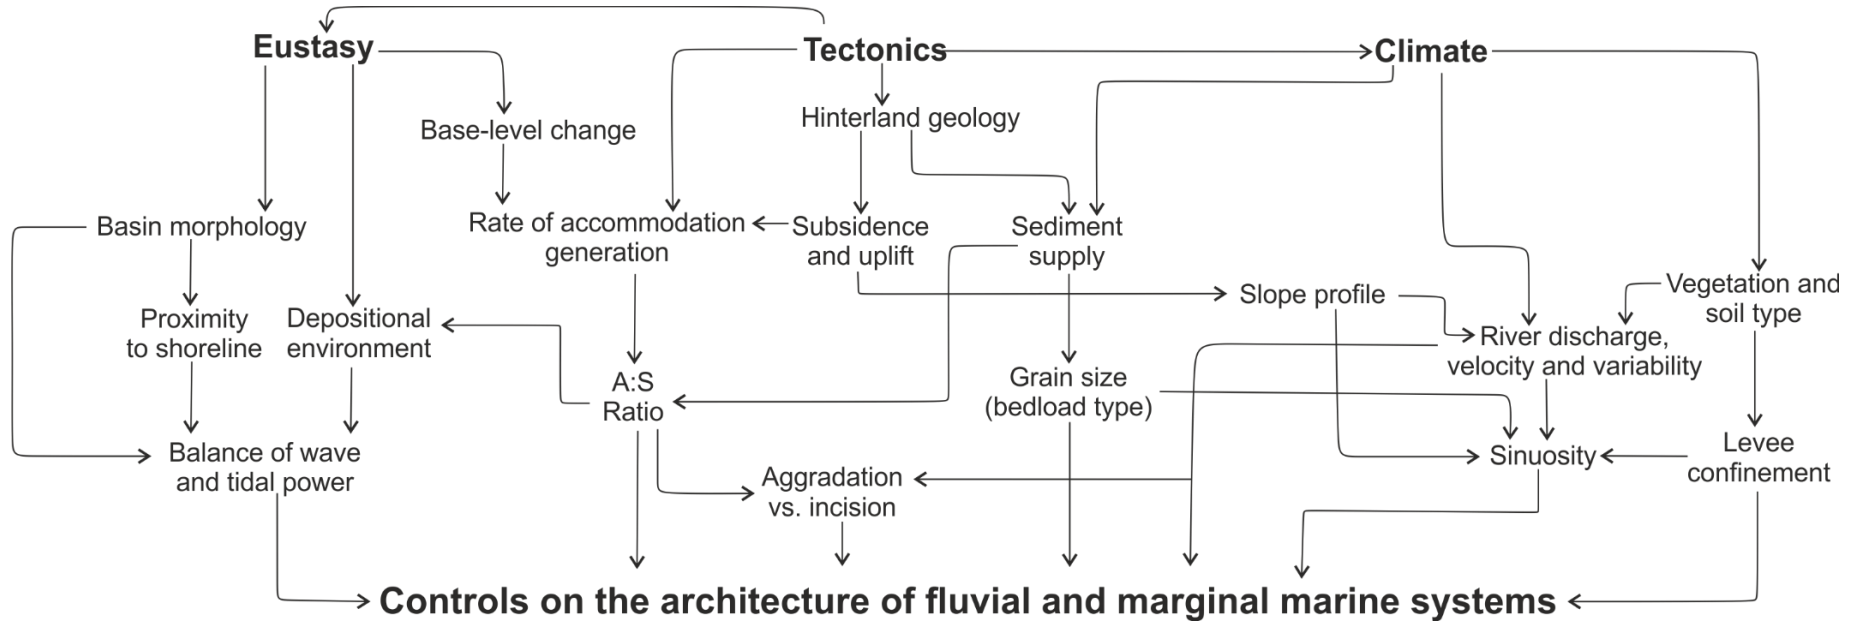 Eustasy
Tectonics
Climate
Hinterland geology
Base-level change
Basin morphology
Rate of accommodation
generation
Subsidence
and uplift
Sediment
supply
Slope profile
Vegetation and
soil type
Proximity
to shoreline
Depositional
environment
River discharge,
velocity and variability
A:S
Ratio
Grain size
(bedload type)
Balance of wave
and tidal power
Aggradation
vs. incision
Sinuosity
Levee
confinement
Controls on the architecture of fluvial and marginal marine systems